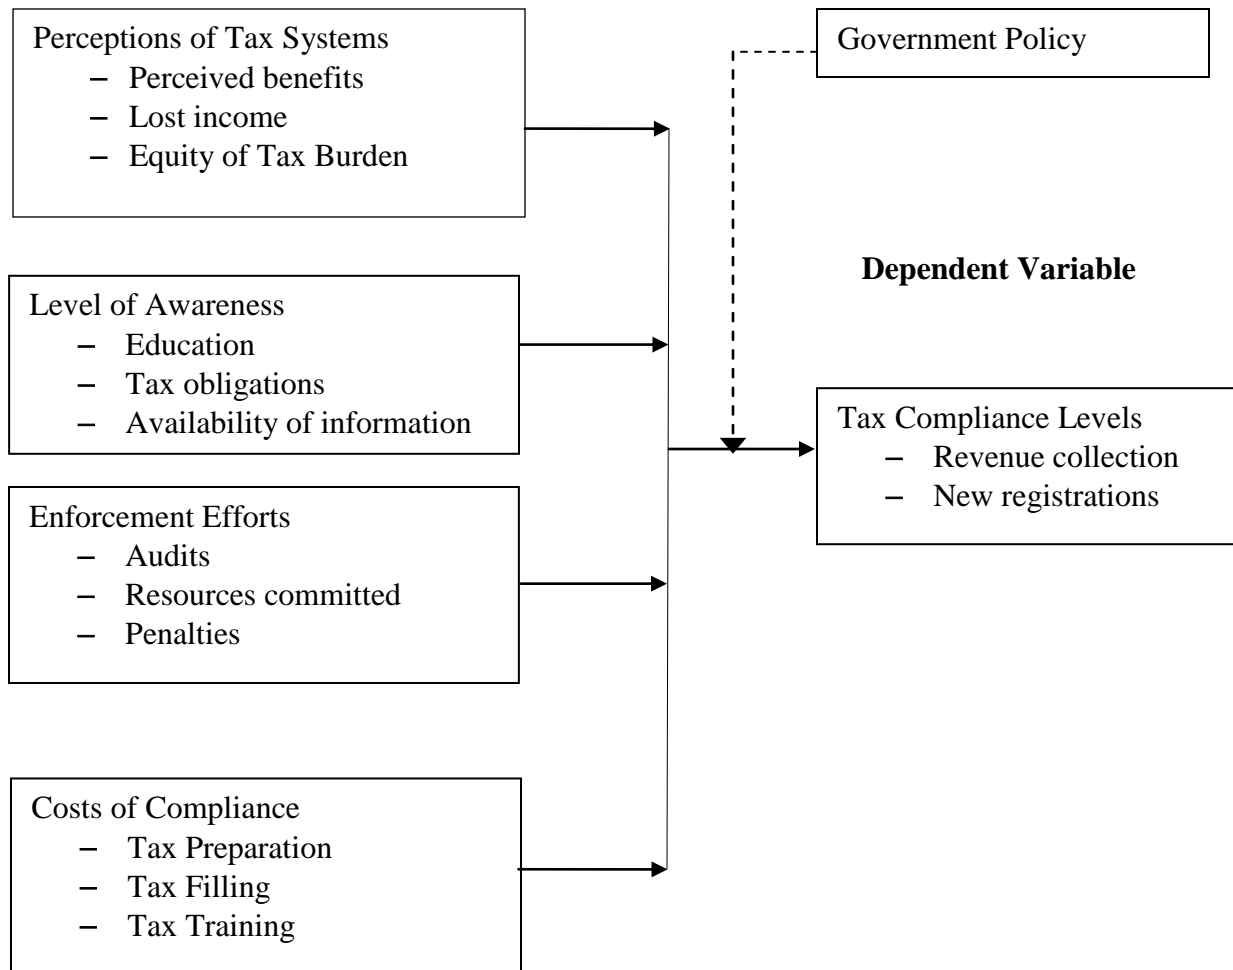 Perceptions of Tax Systems
– Perceived benefits
– Lost income
– Equity of Tax Burden
Government Policy
Dependent Variable
Level of Awareness
– Education
– Tax obligations
– Availability of information
Tax Compliance Levels
– Revenue collection
– New registrations
Enforcement Efforts
– Audits
– Resources committed
– Penalties
Costs of Compliance
– Tax Preparation
– Tax Filling
– Tax Training